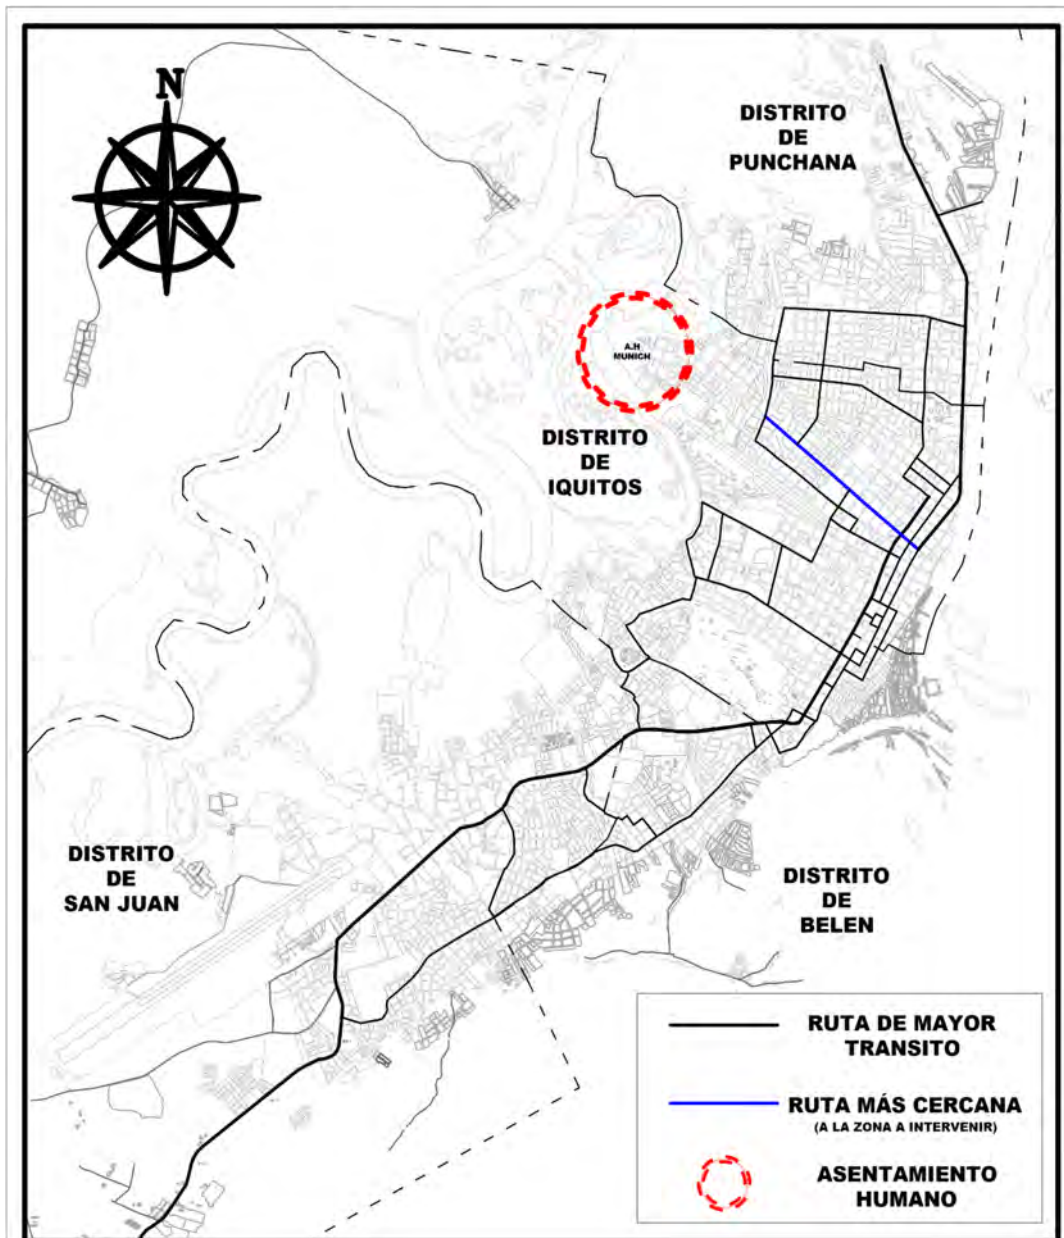 N
DISTRITO
DE
PUNCHANA
A.H
MUNICH
DISTRITO
DE
IQUITOS
DISTRITO
DE
SAN JUAN
DISTRITO
DE
BELEN
RUTA DE MAYOR
TRANSITO
RUTA MÁS CERCANA
(A LA ZONA A INTERVENIR)
ASENTAMIENTO
HUMANO